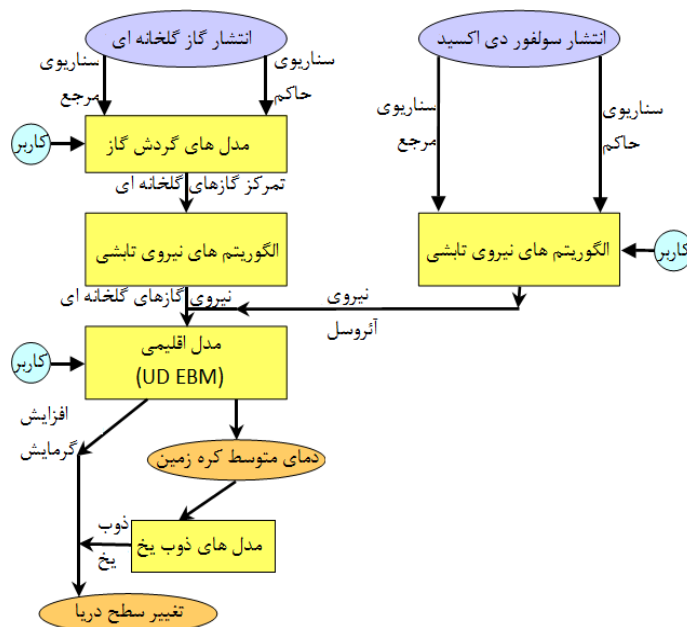 انتشار گاز گلخانه ای
انتشار سولفور دی اکسید
سناریوی
مرجع
سناریوی
حاکم
سناریوی
مرجع
سناریوی
حاکم
کاربر
مدل های گردش گاز
تمرکز گازهای گلخانه ای
الگوریتم های نیروی تابشی
الگوریتم های نیروی تابشی
کاربر
نیروی گازهای گلخانه ای
نیروی
آئروسل
کاربر
مدل اقلیمی
(UD EBM)
افزایش
گرمایش
دمای متوسط کره زمین
ذوب
یخ
مدل های ذوب یخ
تغییر سطح دریا